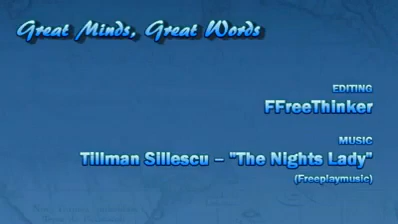 Great Minds, Great Words
EDITING
FFreeThinker
MUSIC
Tillman Sillescu – "The Nights Lady"
(Freeplaymusic)